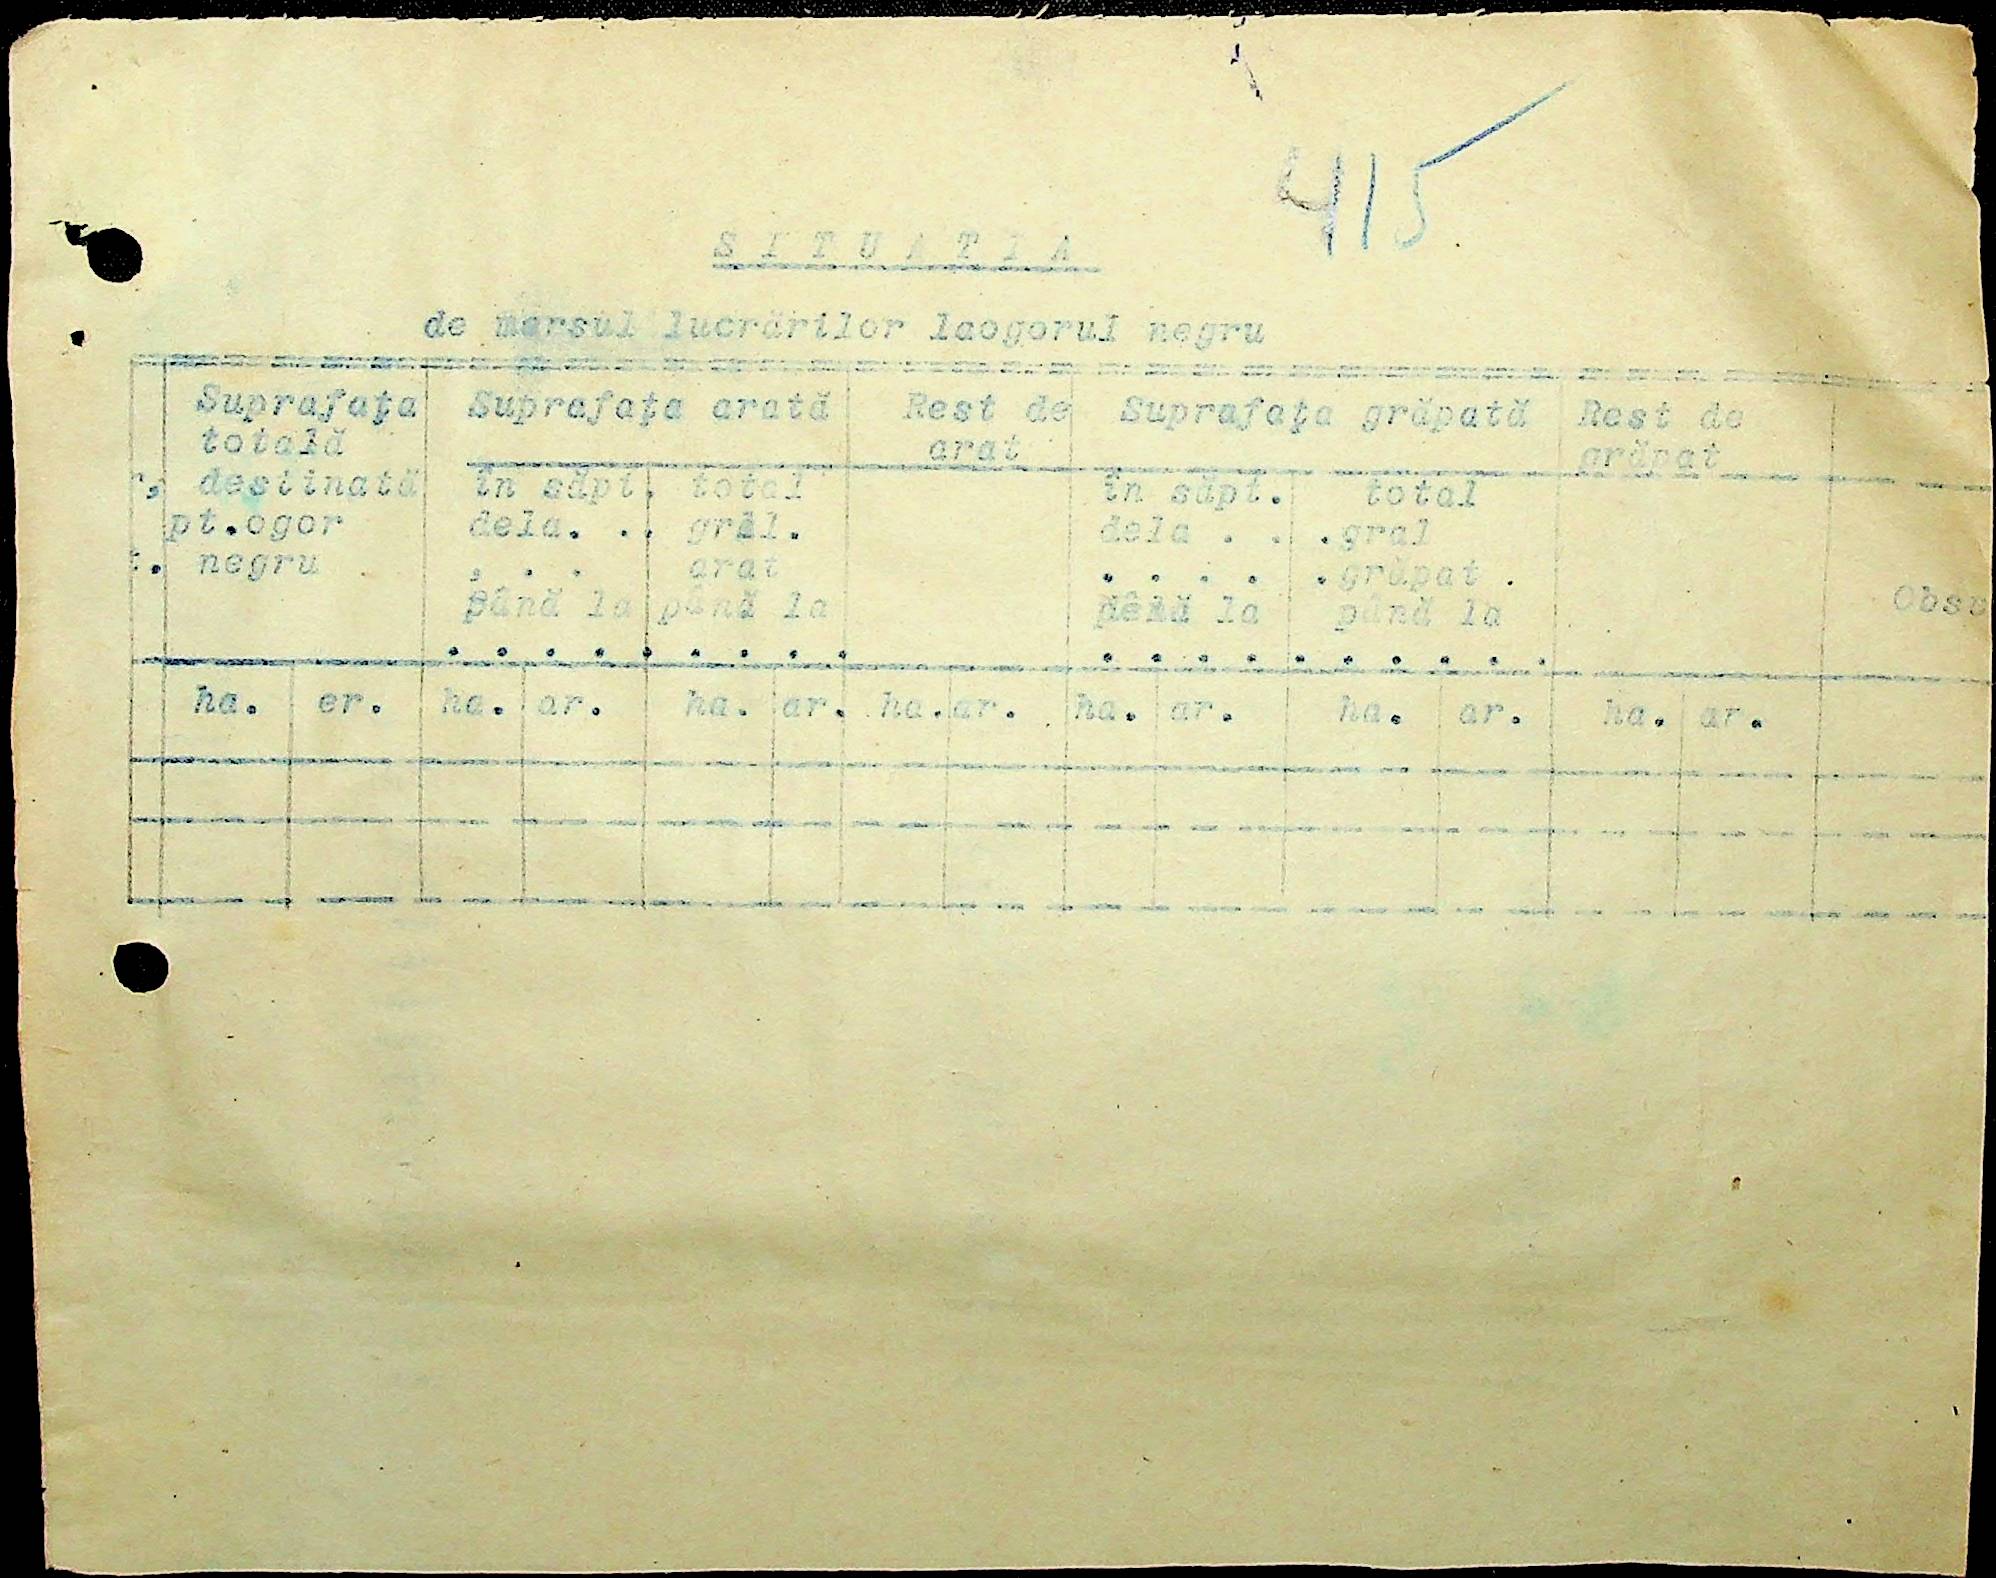 415
S I T U A T I A
de mersul lucrărilor laogorul negru
Suprafaţa Suprafaţa arată Rest de Suprafaţa grăpată Rest de
totală arat grăpat
r, destinată în săpt. total în săpt. total
pt.ogor dela. . . gral. dela . . . gral
t. negru . . . arat . . . . . grăpat .
până la până la până la Obsv
. . . . . . . . . . . . . . . . . . .
ha. er. ha. ar. ha. ar. ha. ar. ha. ar. ha. ar. ha. ar.